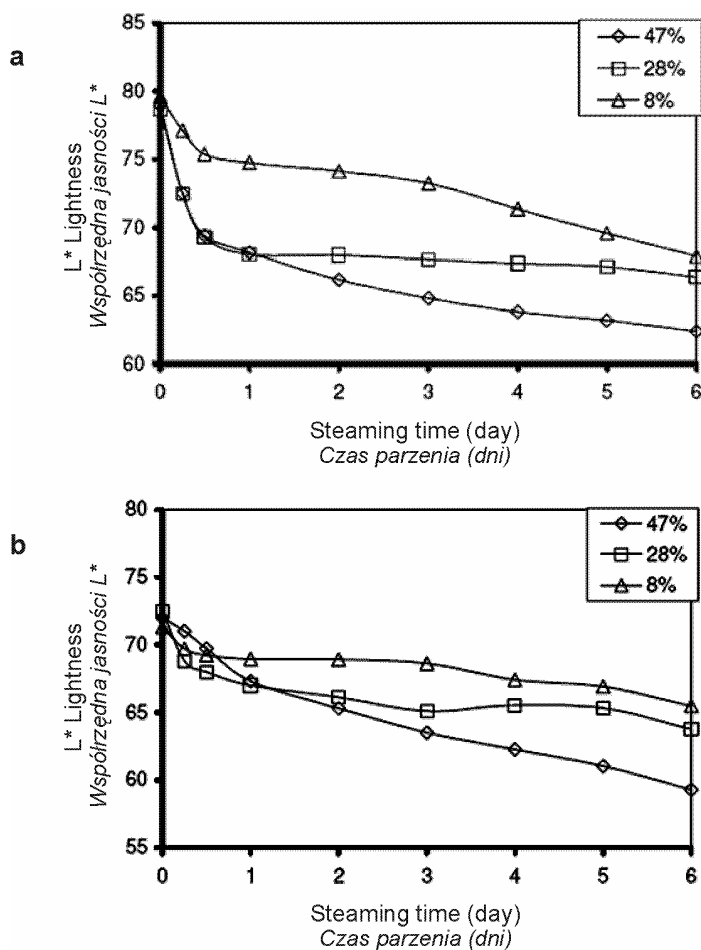 a
85
80
75
70
65
60
L* Lightness
Współrzędna jasności L*
47%
28%
8%
0 1 2 3 4 5 6
Steaming time (day)
Czas parzenia (dni)
b
80
75
70
65
60
55
L* Lightness
Współrzędna jasności L*
47%
28%
8%
0 1 2 3 4 5 6
Steaming time (day)
Czas parzenia (dni)